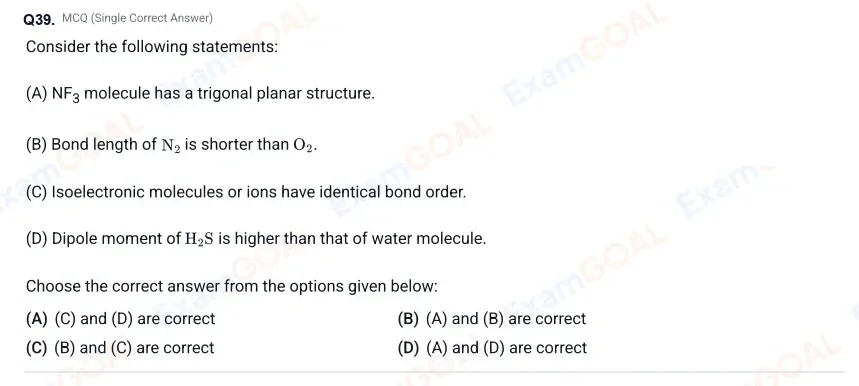 Q39. MCQ (Single Correct Answer)
Consider the following statements:
(A) NF₃ molecule has a trigonal planar structure.
(B) Bond length of N₂ is shorter than O₂.
(C) Isoelectronic molecules or ions have identical bond order.
(D) Dipole moment of H₂S is higher than that of water molecule.
Choose the correct answer from the options given below:
(A) (C) and (D) are correct (B) (A) and (B) are correct
(C) (B) and (C) are correct (D) (A) and (D) are correct